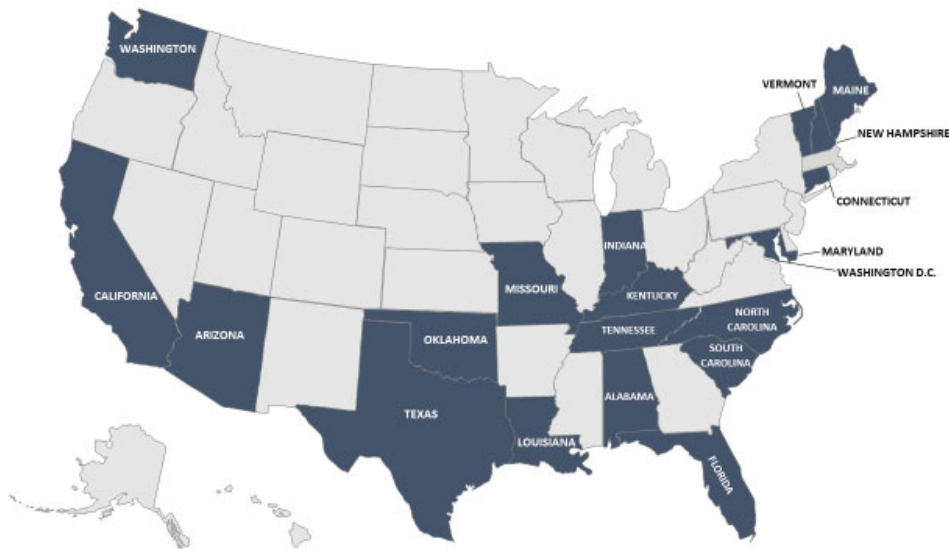 WASHINGTON
VERMONT
MAINE
NEW HAMPSHIRE
CONNECTICUT
INDIANA
MARYLAND
WASHINGTON D.C.
MISSOURI
KENTUCKY
CALIFORNIA
NORTH
CAROLINA
ARIZONA
OKLAHOMA
TENNESSEE
SOUTH
CAROLINA
ALABAMA
TEXAS
LOUISIANA
FLORIDA